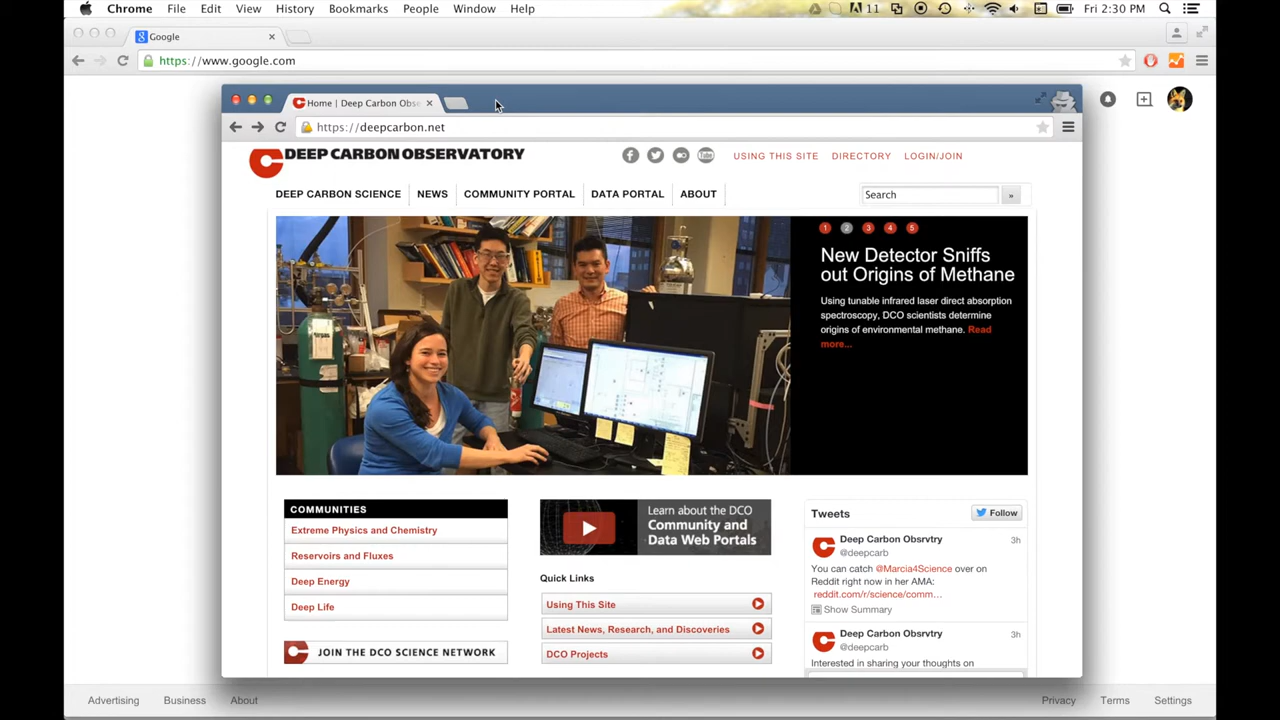 Chrome File Edit View History Bookmarks People Window Help
11 Fri 2:30 PM
Google
https://www.google.com
Home | Deep Carbon Obse
https://deepcarbon.net
DEEP CARBON OBSERVATORY
You Tube
USING THIS SITE DIRECTORY LOGIN/JOIN
DEEP CARBON SCIENCE NEWS COMMUNITY PORTAL DATA PORTAL ABOUT
Search »
1 2 3 4 5
New Detector Sniffs
out Origins of Methane
Using tunable infrared laser direct absorption
spectroscopy, DCO scientists determine
origins of environmental methane. Read
more...
COMMUNITIES
Extreme Physics and Chemistry
Reservoirs and Fluxes
Deep Energy
Deep Life
JOIN THE DCO SCIENCE NETWORK
Learn about the DCO
Community and
Data Web Portals
Quick Links
Using This Site
Latest News, Research, and Discoveries
DCO Projects
Tweets
Follow
Deep Carbon Obsrvtry 3h
@deepcarb
You can catch @Marcia4Science over on
Reddit right now in her AMA:
reddit.com/r/science/comm…
Show Summary
Deep Carbon Obsrvtry 3h
@deepcarb
Interested in sharing your thoughts on
Advertising Business About Privacy Terms Settings